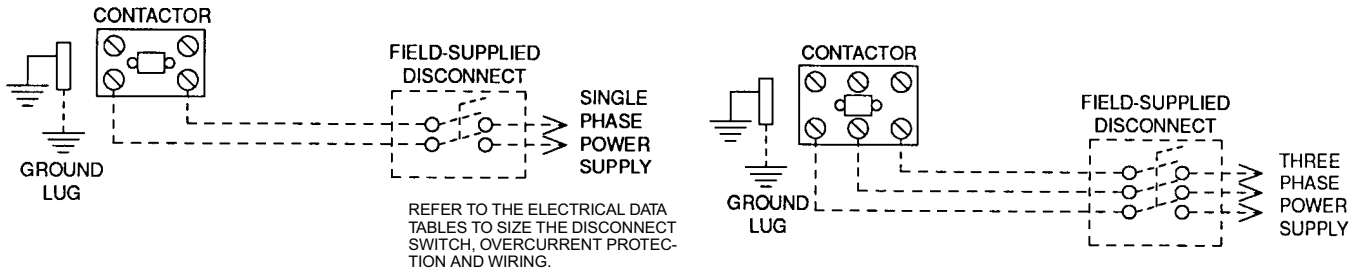 CONTACTOR
FIELD-SUPPLIED
DISCONNECT
SINGLE
PHASE
POWER
SUPPLY
GROUND
LUG
REFER TO THE ELECTRICAL DATA
TABLES TO SIZE THE DISCONNECT
SWITCH, OVERCURRENT PROTEC-
TION AND WIRING.
CONTACTOR
FIELD-SUPPLIED
DISCONNECT
THREE
PHASE
POWER
SUPPLY
GROUND
LUG